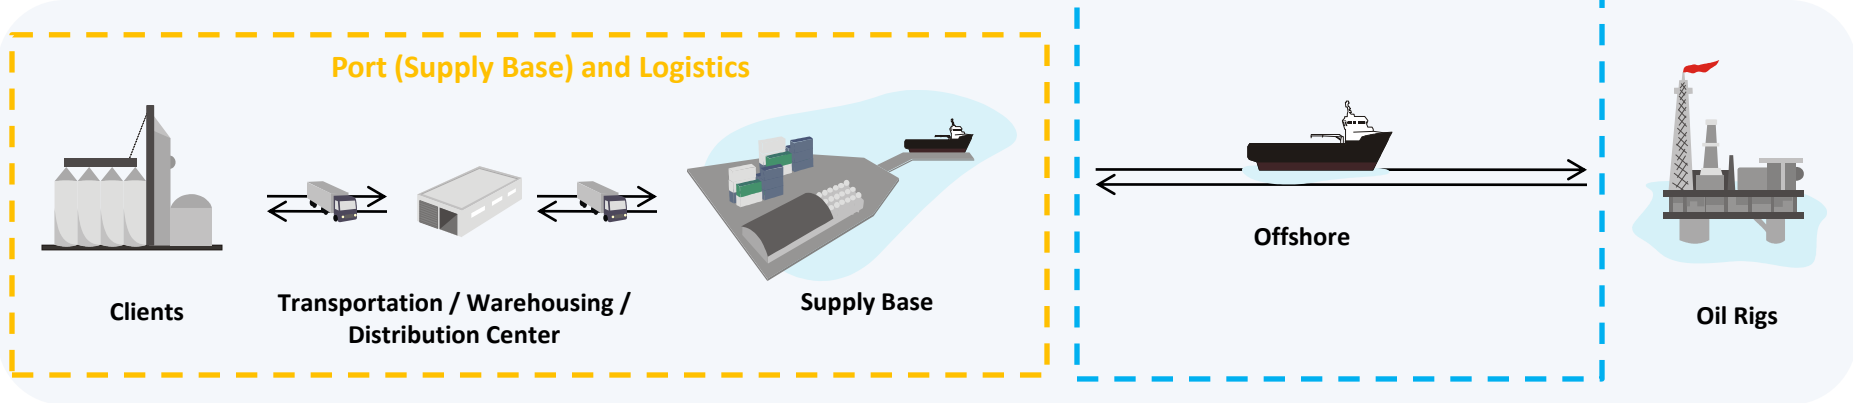 Port (Supply Base) and Logistics
Clients
Transportation / Warehousing /
Distribution Center
Supply Base
Offshore
Oil Rigs